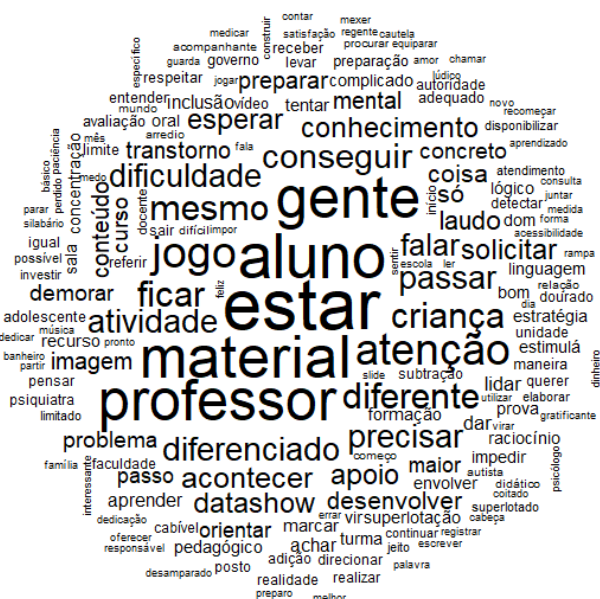 contar mexer
medicar construir satisfação regente cautela
acompanhante receber procurar equiparar
específico guarda governo levar preparação amor chamar
respeitar jogar preparar complicado autoridade lúdico
entender inclusão vídeo tentar mental adequado novo
mundo avaliação oral esperar conhecimento disponibilizar recomeçar
mês arredio fala
básico perdido paciência limite transtorno conseguir concreto aprendizado
medo dificuldade coisa atendimento
concentração conteúdo curso docente mesmo gente início só lógico consulta
detectar juntar
parar silabário sair difícil impor laudo dom forma medida
igual sala referir jogo aluno sentir falar solicitar acessibilidade
possível escola ler rampa
investir feliz passar linguagem
demorar ficar estar bom relação dourado
dia
adolescente atividade criança estratégia
música unidade
dedicar recurso pronto material atenção estimulá
banheiro partir imagem maneira dinheiro
pensar slide subtração lidar querer
psiquiatra professor diferente utilizar elaborar
limitado formação dar prova gratificante
virar
problema diferenciado precisar raciocínio
começo impedir
família faculdade acontecer apoio maior autista psicólogo
interessante passo envolver didático
aprender datashow desenvolver coitado
superlotado
dedicação errar vir superlotação cabeça
cabível orientar marcar registrar
oferecer turma continuar
responsável pedagógico achar jeito escrever
posto adição direcionar palavra
desamparado realidade realizar
preparo melhor